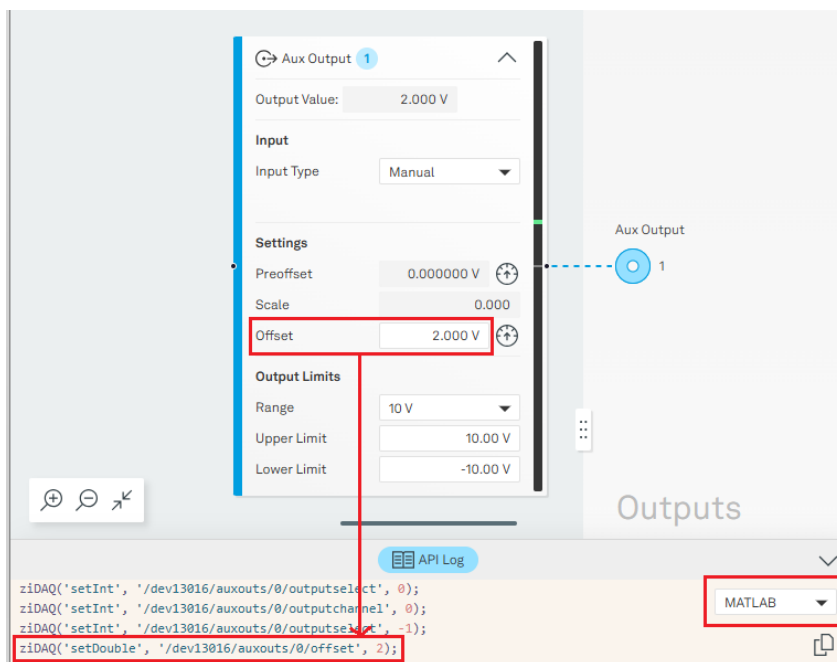 Aux Output 1
Output Value: 2.000 V
Input
Input Type Manual
Settings
Preoffset 0.000000 V
Scale 0.000
Offset 2.000 V
Output Limits
Range 10 V
Upper Limit 10.00 V
Lower Limit -10.00 V
Aux Output
1
Outputs
API Log
ziDAQ('setInt', '/dev13016/auxouts/0/outputselect', 0);
ziDAQ('setInt', '/dev13016/auxouts/0/outputchannel', 0);
ziDAQ('setInt', '/dev13016/auxouts/0/outputselect', -1);
ziDAQ('setDouble', '/dev13016/auxouts/0/offset', 2);
MATLAB